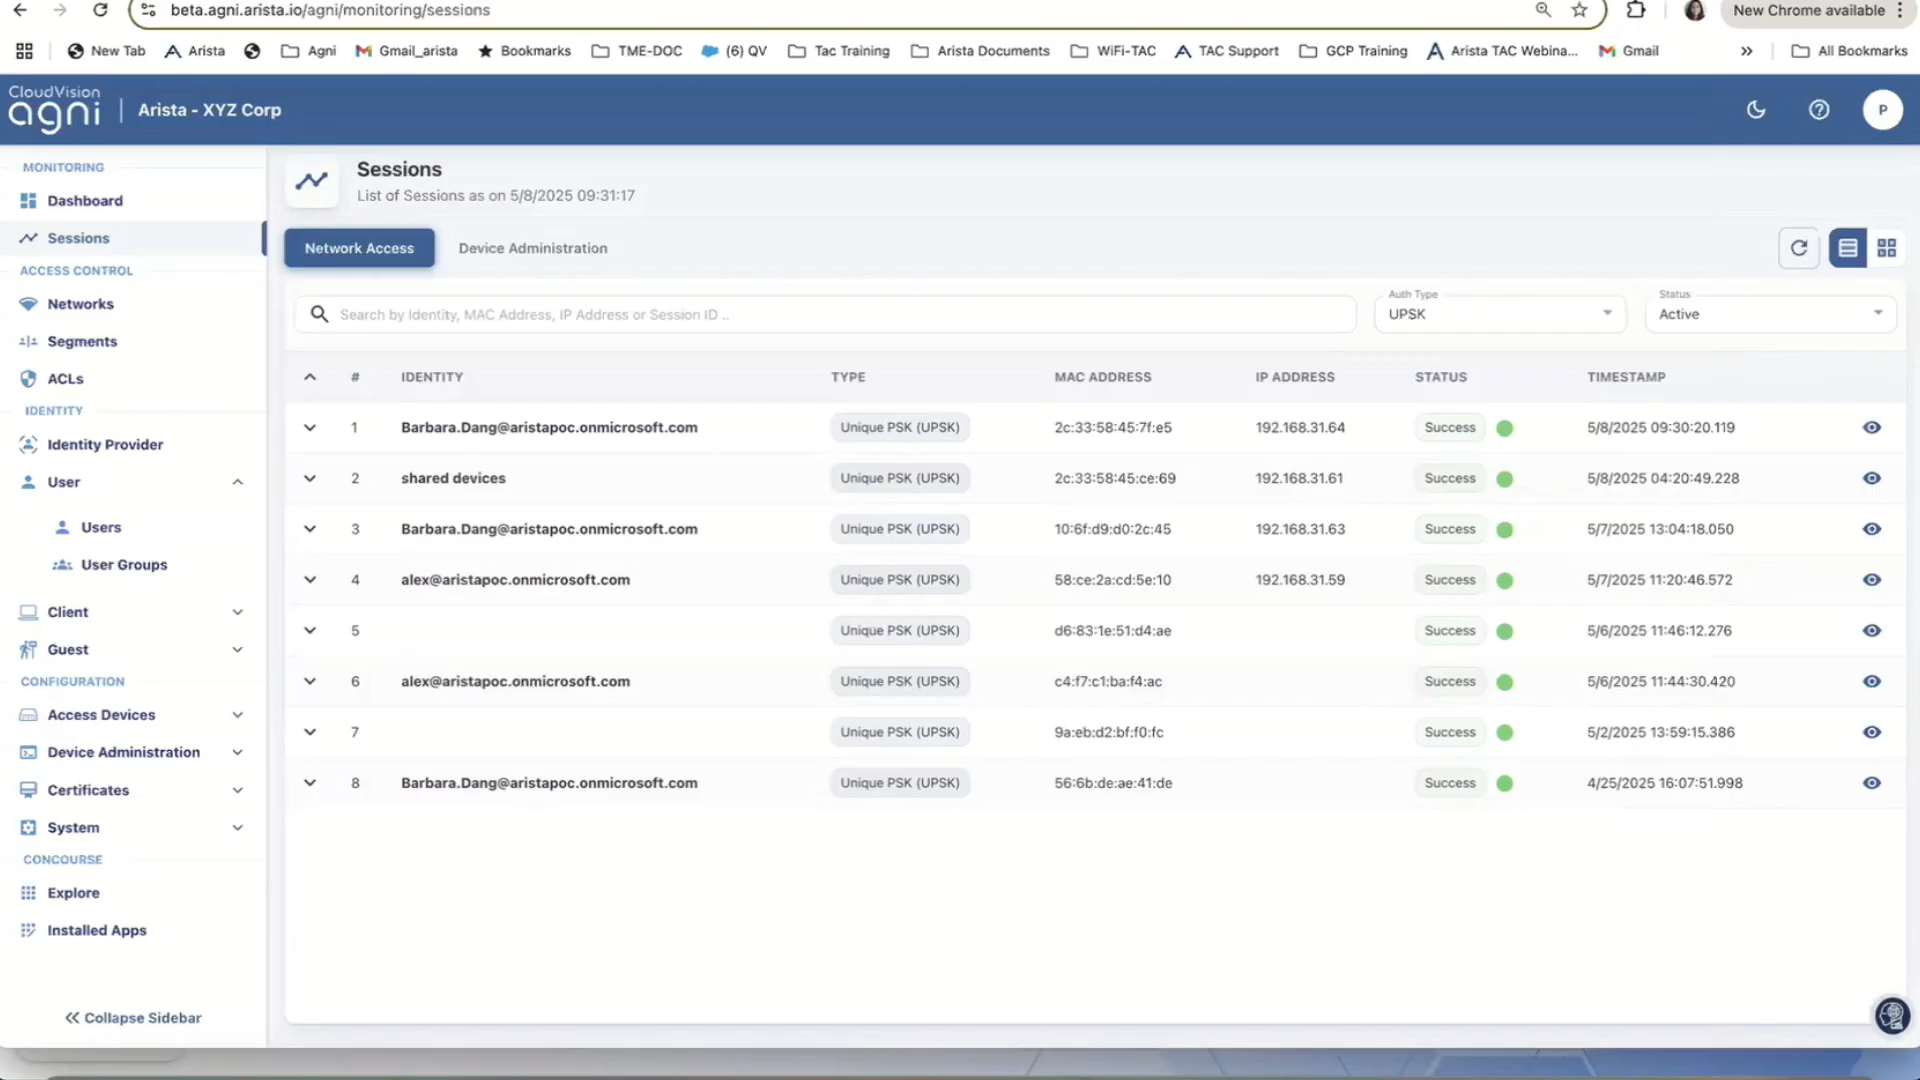 beta.agni.arista.io/agni/monitoring/sessions
New Chrome available
New Tab
Arista
Agni
Gmail_arista
Bookmarks
TME-DOC
(6) QV
Tac Training
Arista Documents
WiFi-TAC
TAC Support
GCP Training
Arista TAC Webina...
Gmail
»
All Bookmarks
CloudVision
agni
Arista - XYZ Corp
P
MONITORING
Dashboard
Sessions
ACCESS CONTROL
Networks
Segments
ACLs
IDENTITY
Identity Provider
User
Users
User Groups
Client
Guest
CONFIGURATION
Access Devices
Device Administration
Certificates
System
CONCOURSE
Explore
Installed Apps
Collapse Sidebar
Sessions
List of Sessions as on 5/8/2025 09:31:17
Network Access
Device Administration
Search by Identity, MAC Address, IP Address or Session ID ..
Auth Type
UPSK
Status
Active
# IDENTITY TYPE MAC ADDRESS IP ADDRESS STATUS TIMESTAMP
1 Barbara.Dang@aristapoc.onmicrosoft.com Unique PSK (UPSK) 2c:33:58:45:7f:e5 192.168.31.64 Success 5/8/2025 09:30:20.119
2 shared devices Unique PSK (UPSK) 2c:33:58:45:ce:69 192.168.31.61 Success 5/8/2025 04:20:49.228
3 Barbara.Dang@aristapoc.onmicrosoft.com Unique PSK (UPSK) 10:6f:d9:d0:2c:45 192.168.31.63 Success 5/7/2025 13:04:18.050
4 alex@aristapoc.onmicrosoft.com Unique PSK (UPSK) 58:ce:2a:cd:5e:10 192.168.31.59 Success 5/7/2025 11:20:46.572
5 Unique PSK (UPSK) d6:83:1e:51:d4:ae Success 5/6/2025 11:46:12.276
6 alex@aristapoc.onmicrosoft.com Unique PSK (UPSK) c4:f7:c1:ba:f4:ac Success 5/6/2025 11:44:30.420
7 Unique PSK (UPSK) 9a:eb:d2:bf:f0:fc Success 5/2/2025 13:59:15.386
8 Barbara.Dang@aristapoc.onmicrosoft.com Unique PSK (UPSK) 56:6b:de:ae:41:de Success 4/25/2025 16:07:51.998